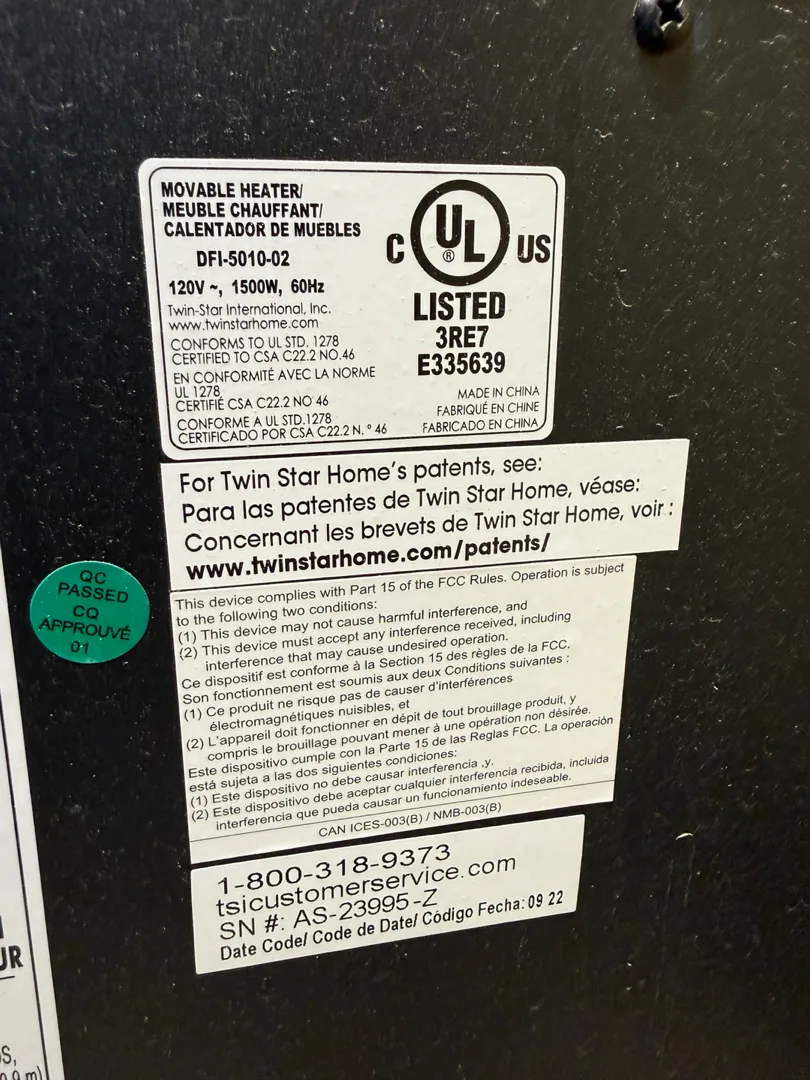 MOVABLE HEATER/
MEUBLE CHAUFFANT/
CALENTADOR DE MUEBLES
DFI-5010-02
120V ~, 1500W, 60Hz
Twin-Star International, Inc.
www.twinstarhome.com
CONFORMS TO UL STD. 1278
CERTIFIED TO CSA C22.2 NO.46
EN CONFORMITÉ AVEC LA NORME
UL 1278
CERTIFIÉ CSA C22.2 NO 46
CONFORME A UL STD.1278
CERTIFICADO POR CSA C22.2 N.° 46
C UL ® US
LISTED
3RE7
E335639
MADE IN CHINA
FABRIQUÉ EN CHINE
FABRICADO EN CHINA
For Twin Star Home's patents, see:
Para las patentes de Twin Star Home, véase:
Concernant les brevets de Twin Star Home, voir :
www.twinstarhome.com/patents/
QC
PASSED
CQ
APPROUVÉ
01
This device complies with Part 15 of the FCC Rules. Operation is subject
to the following two conditions:
(1) This device may not cause harmful interference, and
(2) This device must accept any interference received, including
interference that may cause undesired operation.
Ce dispositif est conforme à la Section 15 des règles de la FCC.
Son fonctionnement est soumis aux deux Conditions suivantes :
(1) Ce produit ne risque pas de causer d'interférences
électromagnétiques nuisibles, et
(2) L'appareil doit fonctionner en dépit de tout brouillage produit, y
compris le brouillage pouvant mener à une opération non désirée.
Este dispositivo cumple con la Parte 15 de las Reglas FCC. La operación
está sujeta a las dos siguientes condiciones:
(1) Este dispositivo no debe causar interferencia ,y,
(2) Este dispositivo debe aceptar cualquier interferencia recibida, incluida
interferencia que pueda causar un funcionamiento indeseable.
CAN ICES-003(B) / NMB-003(B)
1-800-318-9373
tsicustomerservice.com
SN #: AS-23995-Z
Date Code/ Code de Date/ Código Fecha: 09 22
UR